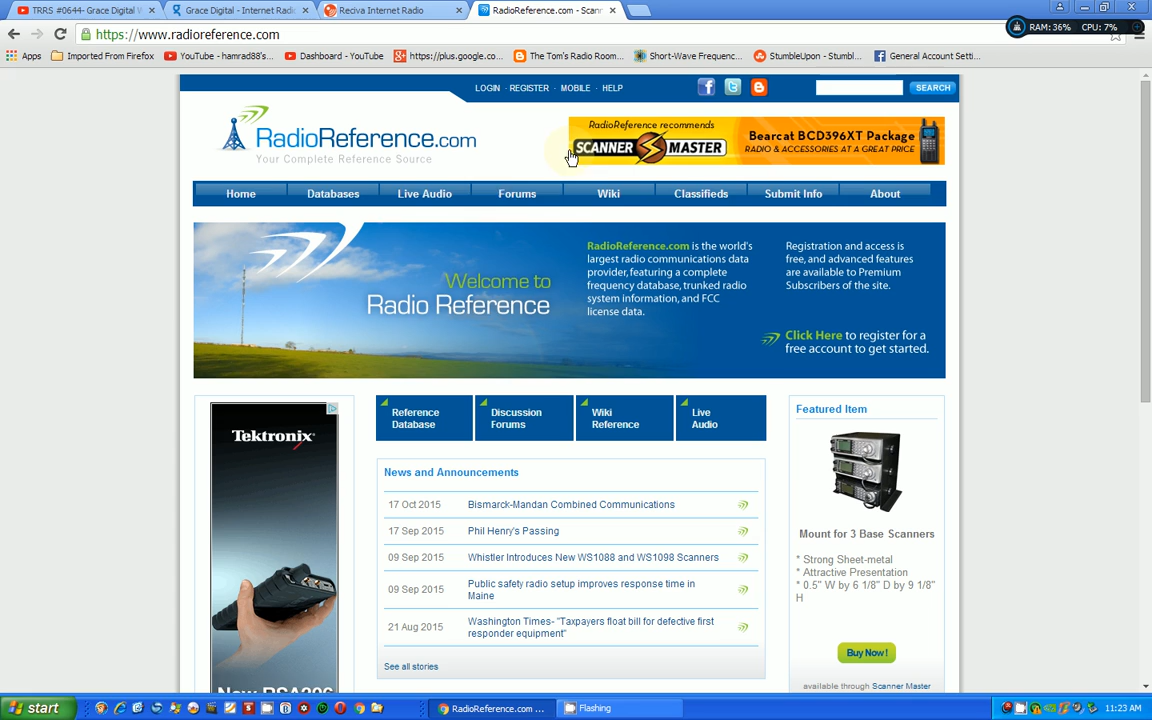 TRRS #0644- Grace Digital W
Grace Digital - Internet Radi
Reciva Internet Radio
RadioReference.com - Scann
https://www.radioreference.com
RAM: 36% CPU: 7%
Apps
Imported From Firefox
YouTube - hamrad88's...
Dashboard - YouTube
https://plus.google.co...
The Tom's Radio Room...
Short-Wave Frequenc...
StumbleUpon - Stumbl...
General Account Setti...
LOGIN · REGISTER · MOBILE · HELP
SEARCH
RadioReference.com
Your Complete Reference Source
RadioReference recommends
SCANNER MASTER
Bearcat BCD396XT Package
RADIO & ACCESSORIES AT A GREAT PRICE
Home
Databases
Live Audio
Forums
Wiki
Classifieds
Submit Info
About
Welcome to
Radio Reference
RadioReference.com is the world's
largest radio communications data
provider, featuring a complete
frequency database, trunked radio
system information, and FCC
license data.
Registration and access is
free, and advanced features
are available to Premium
Subscribers of the site.
Click Here to register for a
free account to get started.
Tektronix
New RSA306
Reference
Database
Discussion
Forums
Wiki
Reference
Live
Audio
News and Announcements
17 Oct 2015 Bismarck-Mandan Combined Communications
17 Sep 2015 Phil Henry's Passing
09 Sep 2015 Whistler Introduces New WS1088 and WS1098 Scanners
09 Sep 2015 Public safety radio setup improves response time in
Maine
21 Aug 2015 Washington Times- "Taxpayers float bill for defective first
responder equipment"
See all stories
Featured Item
Mount for 3 Base Scanners
* Strong Sheet-metal
* Attractive Presentation
* 0.5" W by 6 1/8" D by 9 1/8"
H
Buy Now!
available through Scanner Master
start
RadioReference.com ...
Flashing
11:23 AM